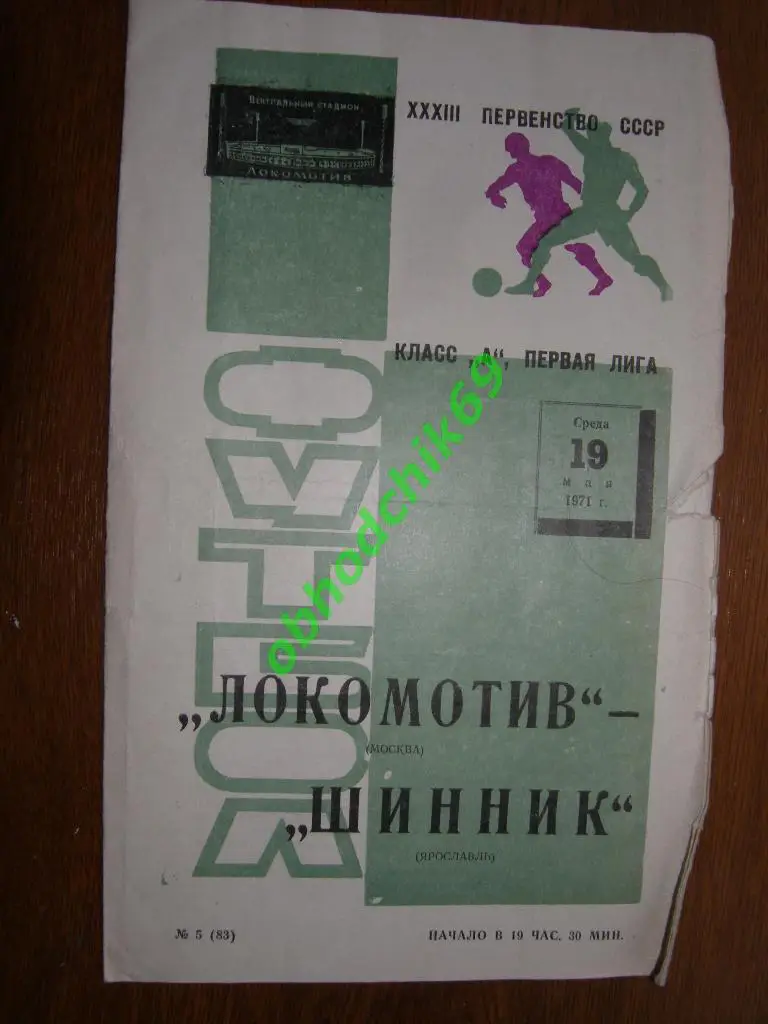 ЦЕНТРАЛЬНЫЙ СТАДИОН
ЛОКОМОТИВ
XXXIII ПЕРВЕНСТВО СССР
КЛАСС „А“, ПЕРВАЯ ЛИГА
Среда
19
мая
1971 г.
ФУТБОЛ
„ЛОКОМОТИВ“ —
(МОСКВА)
„ШИННИК“
(ЯРОСЛАВЛЬ)
№ 5 (83)
НАЧАЛО В 19 ЧАС. 30 МИН.
obhodchik69